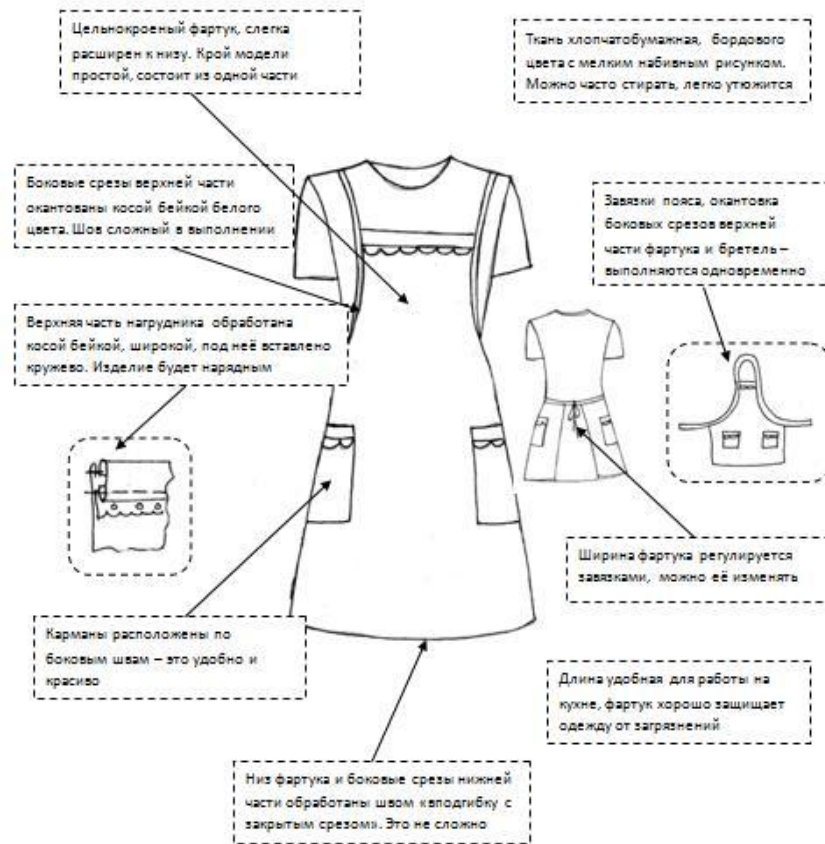 Цельнокроеный фартук, слегка
расширен к низу. Крой модели
простой, состоит из одной части
Ткань хлопчатобумажная, бордового
цвета с мелким набивным рисунком.
Можно часто стирать, легко утюжится
Боковые срезы верхней части
окантованы косой бейкой белого
цвета. Шов сложный в выполнении
Завязки пояса, окантовка
боковых срезов верхней
части фартука и бретель –
выполняются одновременно
Верхняя часть нагрудника обработана
косой бейкой, широкой, под неё вставлено
кружево. Изделие будет нарядным
Ширина фартука регулируется
завязками, можно её изменять
Карманы расположены по
боковым швам – это удобно и
красиво
Длина удобная для работы на
кухне, фартук хорошо защищает
одежду от загрязнений
Низ фартука и боковые срезы нижней
части обработаны швом «вподгибку с
закрытым срезом». Это не сложно